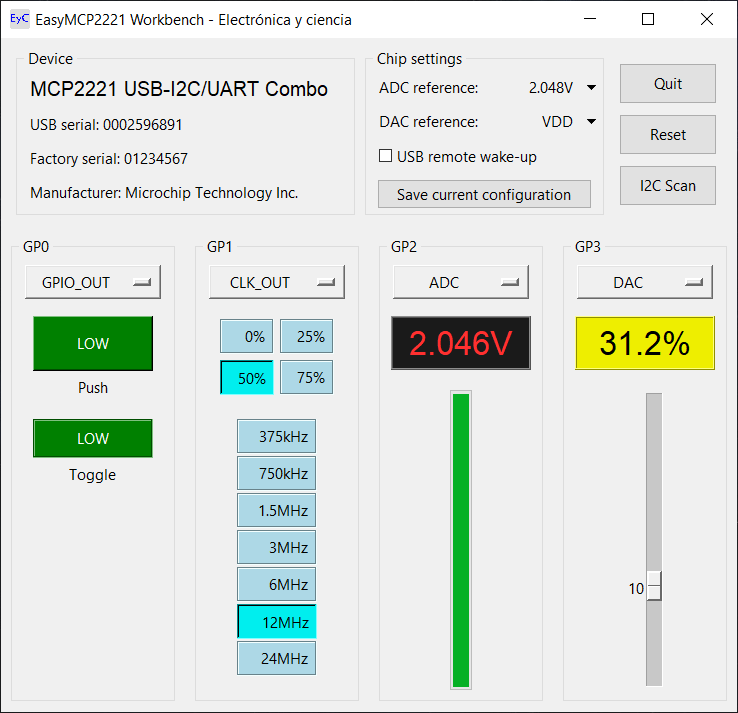 EyC EasyMCP2221 Workbench - Electrónica y ciencia
Device
MCP2221 USB-I2C/UART Combo
USB serial: 0002596891
Factory serial: 01234567
Manufacturer: Microchip Technology Inc.
Chip settings
ADC reference: 2.048V
DAC reference: VDD
USB remote wake-up
Save current configuration
Quit
Reset
I2C Scan
GP0
GPIO_OUT
LOW
Push
LOW
Toggle
GP1
CLK_OUT
0% 25%
50% 75%
375kHz
750kHz
1.5MHz
3MHz
6MHz
12MHz
24MHz
GP2
ADC
2.046V
GP3
DAC
31.2%
10